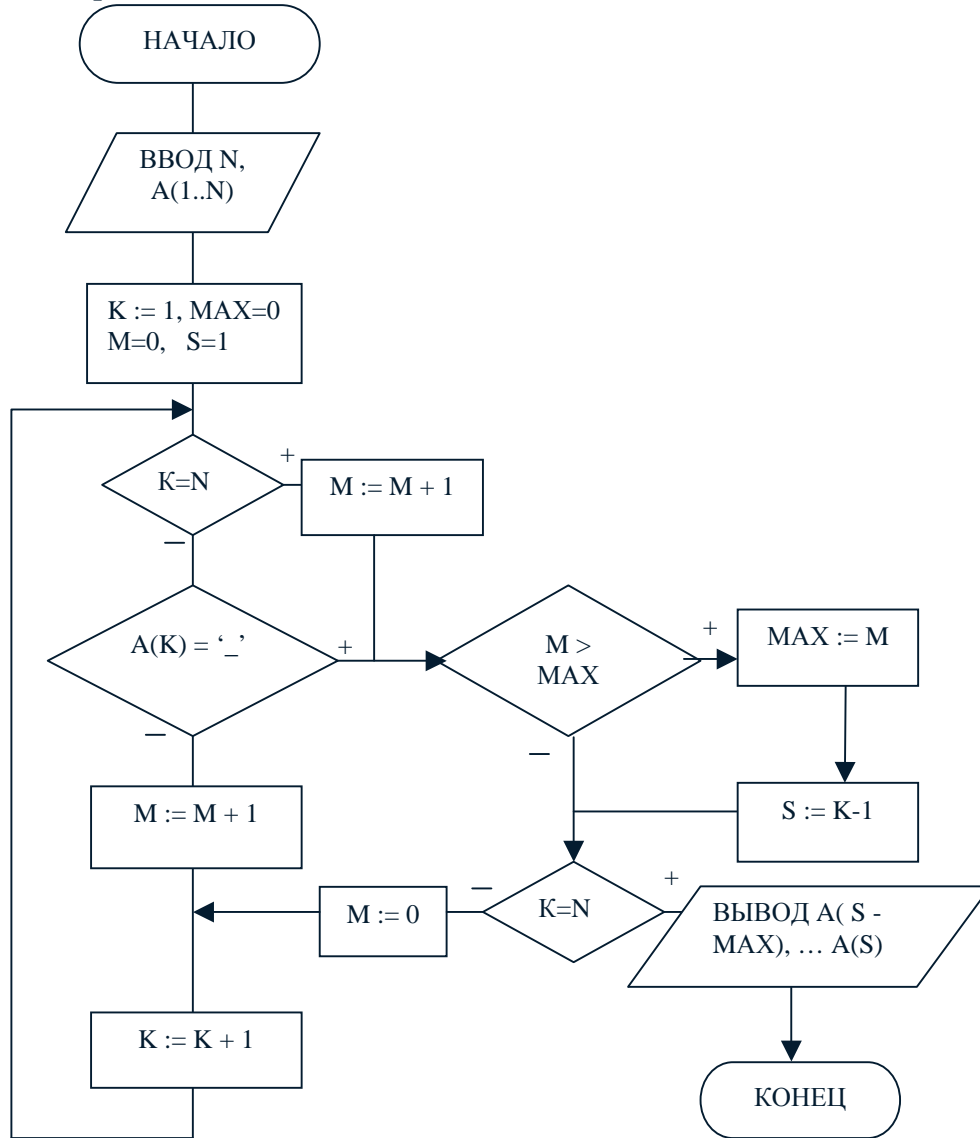 НАЧАЛО
ВВОД N,
A(1..N)
K := 1, MAX=0
M=0, S=1
K=N
+
M := M + 1
–
A(K) = ‘_’
+
M >
MAX
+
MAX := M
–
–
M := M + 1
S := K-1
M := 0
–
K=N
+
ВЫВОД A( S -
MAX), … A(S)
K := K + 1
КОНЕЦ